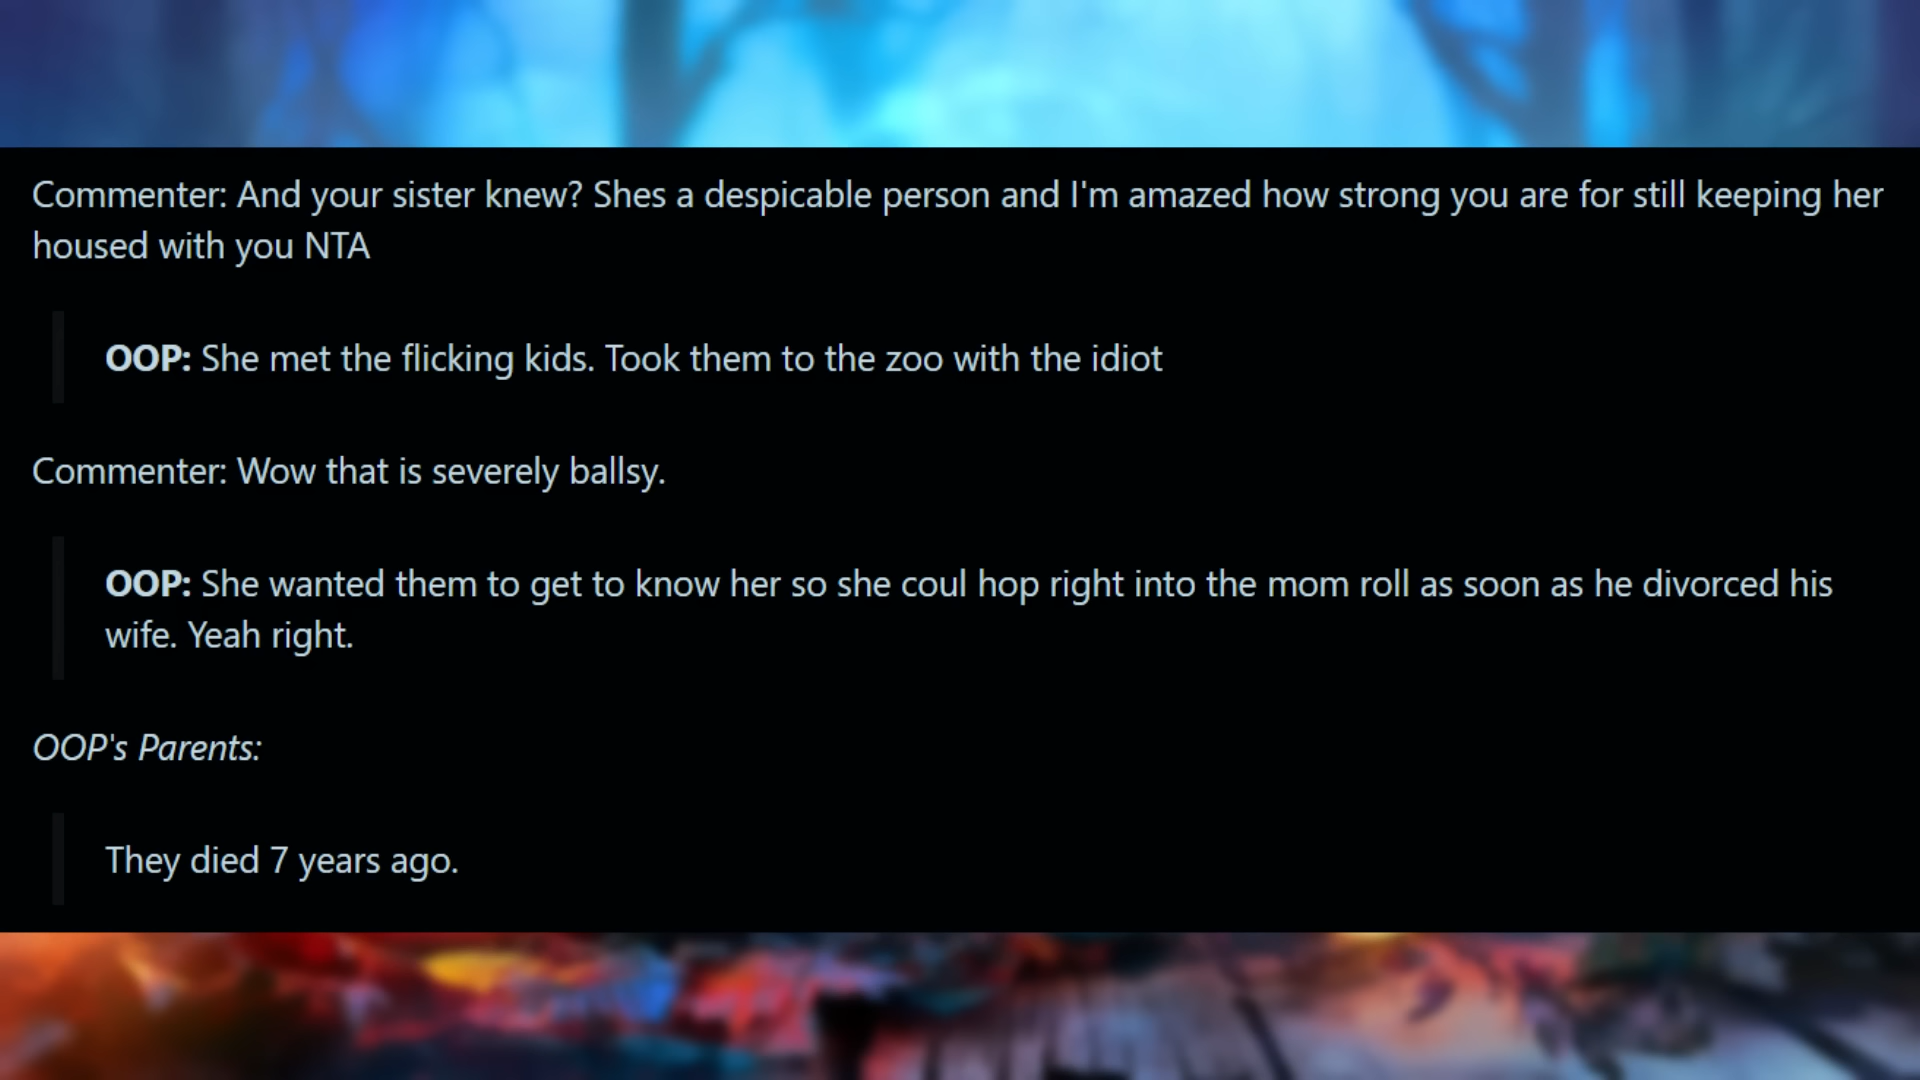 Commenter: And your sister knew? Shes a despicable person and I'm amazed how strong you are for still keeping her
housed with you NTA
OOP: She met the flicking kids. Took them to the zoo with the idiot
Commenter: Wow that is severely ballsy.
OOP: She wanted them to get to know her so she coul hop right into the mom roll as soon as he divorced his
wife. Yeah right.
OOP's Parents:
They died 7 years ago.